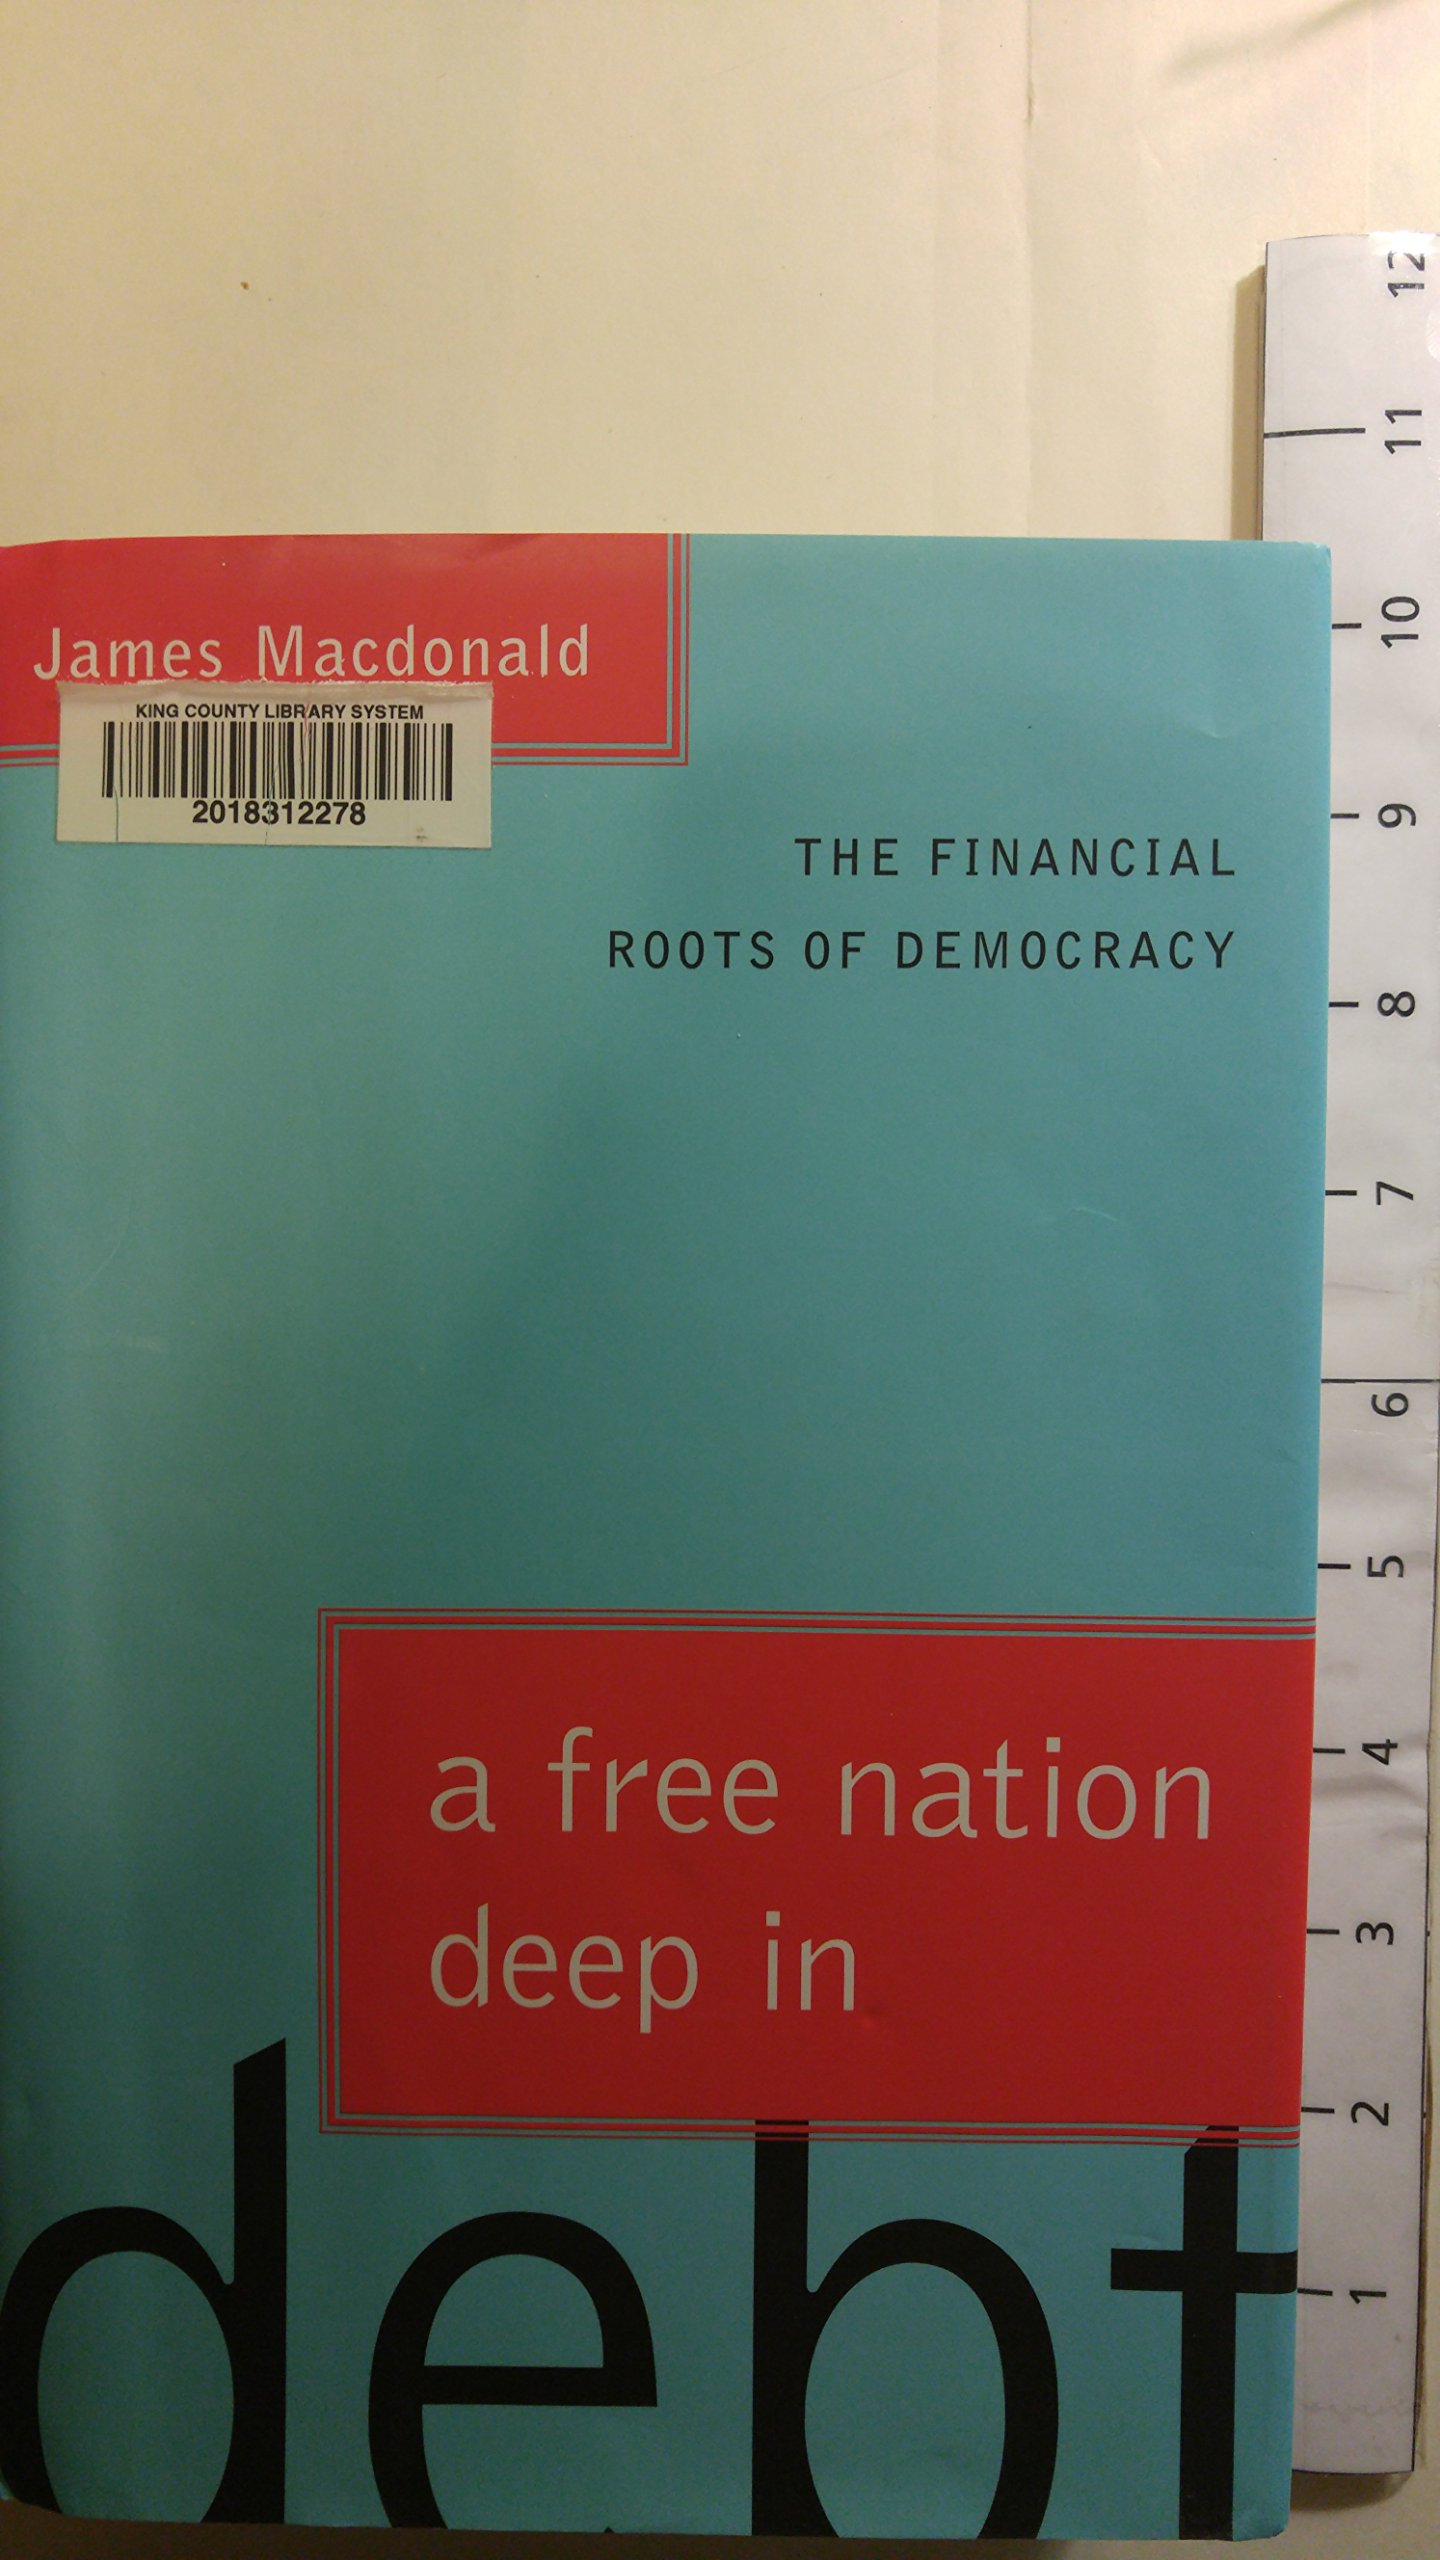 James Macdonald
KING COUNTY LIBRARY SYSTEM
2018312278
THE FINANCIAL
ROOTS OF DEMOCRACY
a free nation
deep in
debt
12
11
10
9
8
7
6
5
4
3
2
1